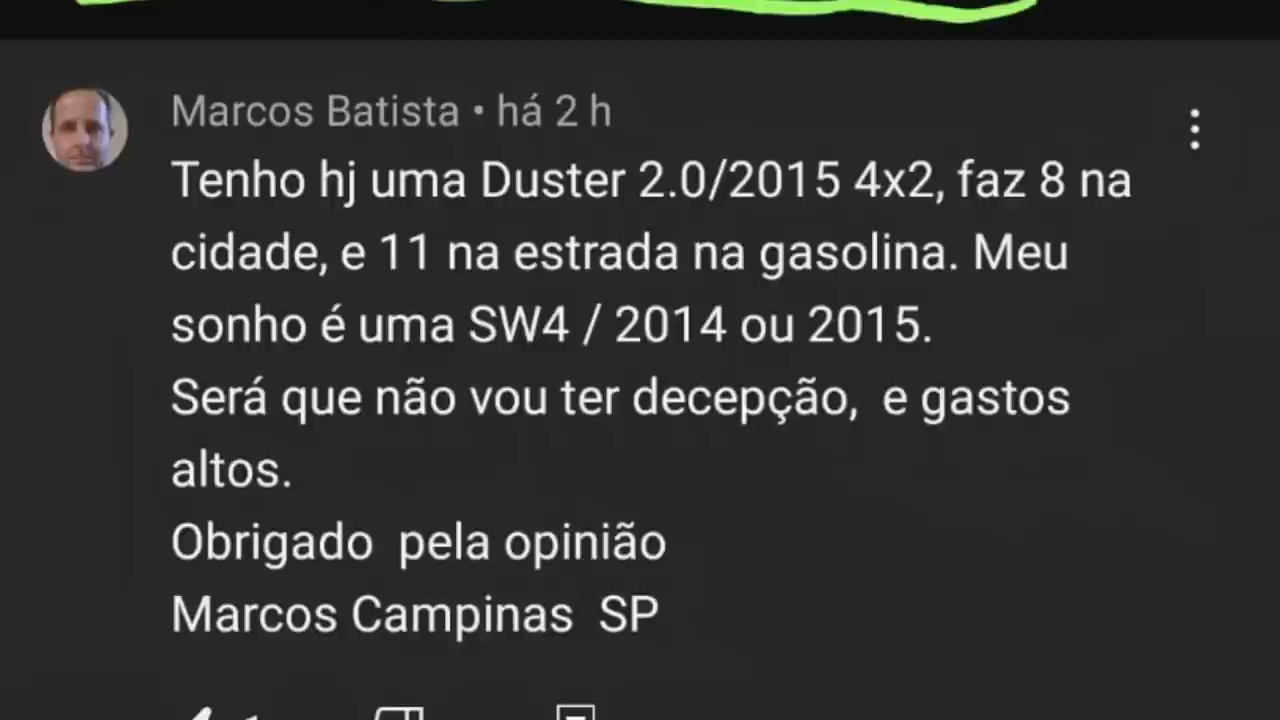 Marcos Batista • há 2 h
Tenho hj uma Duster 2.0/2015 4x2, faz 8 na
cidade, e 11 na estrada na gasolina. Meu
sonho é uma SW4 / 2014 ou 2015.
Será que não vou ter decepção,  e gastos
altos.
Obrigado  pela opinião
Marcos Campinas  SP